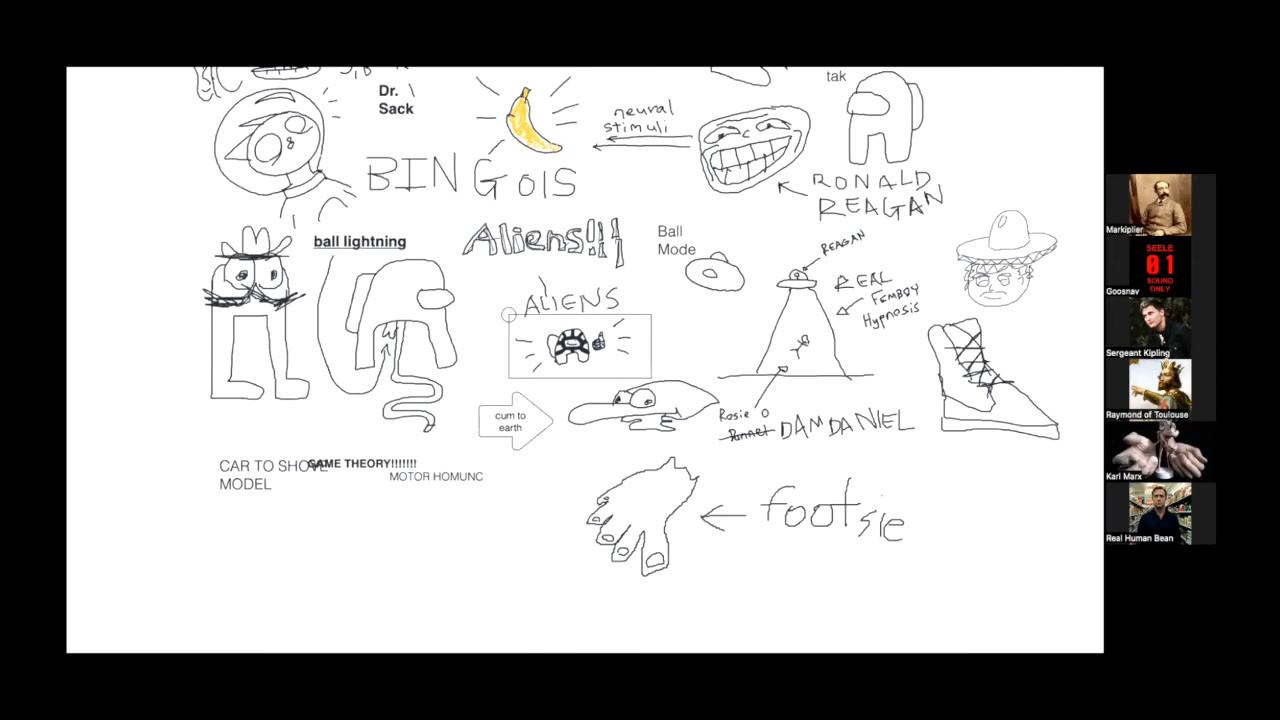 tak
Dr.
Sack
neural
stimuli
BINGOIS
RONALD
REAGAN
ball lightning
Aliens!!!
Ball
Mode
REAGAN
REAL
FEMBOY
Hypnosis
ALIENS
cum to
earth
Rosie O
DAMDANIEL
CAR TO SHOVE
MODEL
GAME THEORY!!!!!!!
MOTOR HOMUNC
footsie
Markiplier
SEELE
01
SOUND
ONLY
Goosnav
Sergeant Kipling
Raymond of Toulouse
Karl Marx
Real Human Bean